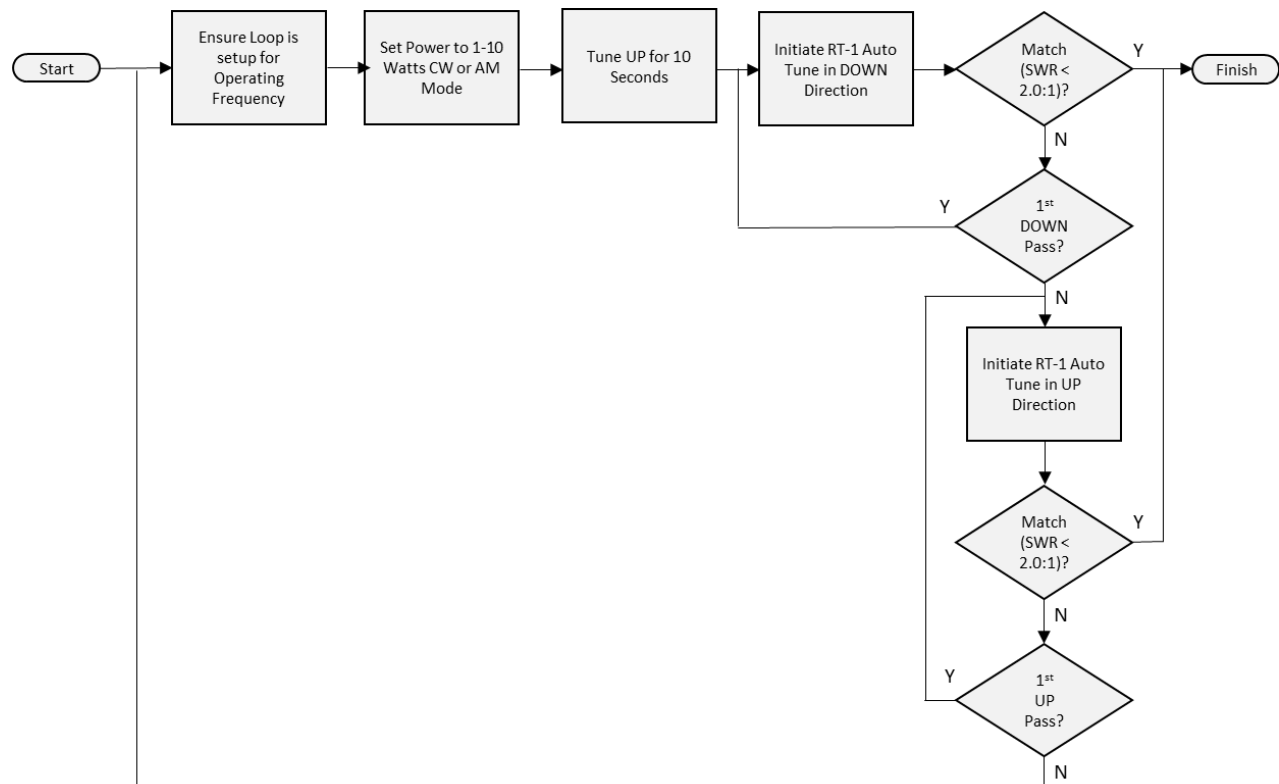 Start
Ensure Loop is
setup for
Operating
Frequency
Set Power to 1-10
Watts CW or AM
Mode
Tune UP for 10
Seconds
Initiate RT-1 Auto
Tune in DOWN
Direction
Match
(SWR <
2.0:1)?
Y
Finish
N
Y
1st
DOWN
Pass?
N
Initiate RT-1 Auto
Tune in UP
Direction
Match
(SWR <
2.0:1)?
Y
N
Y
1st
UP
Pass?
N